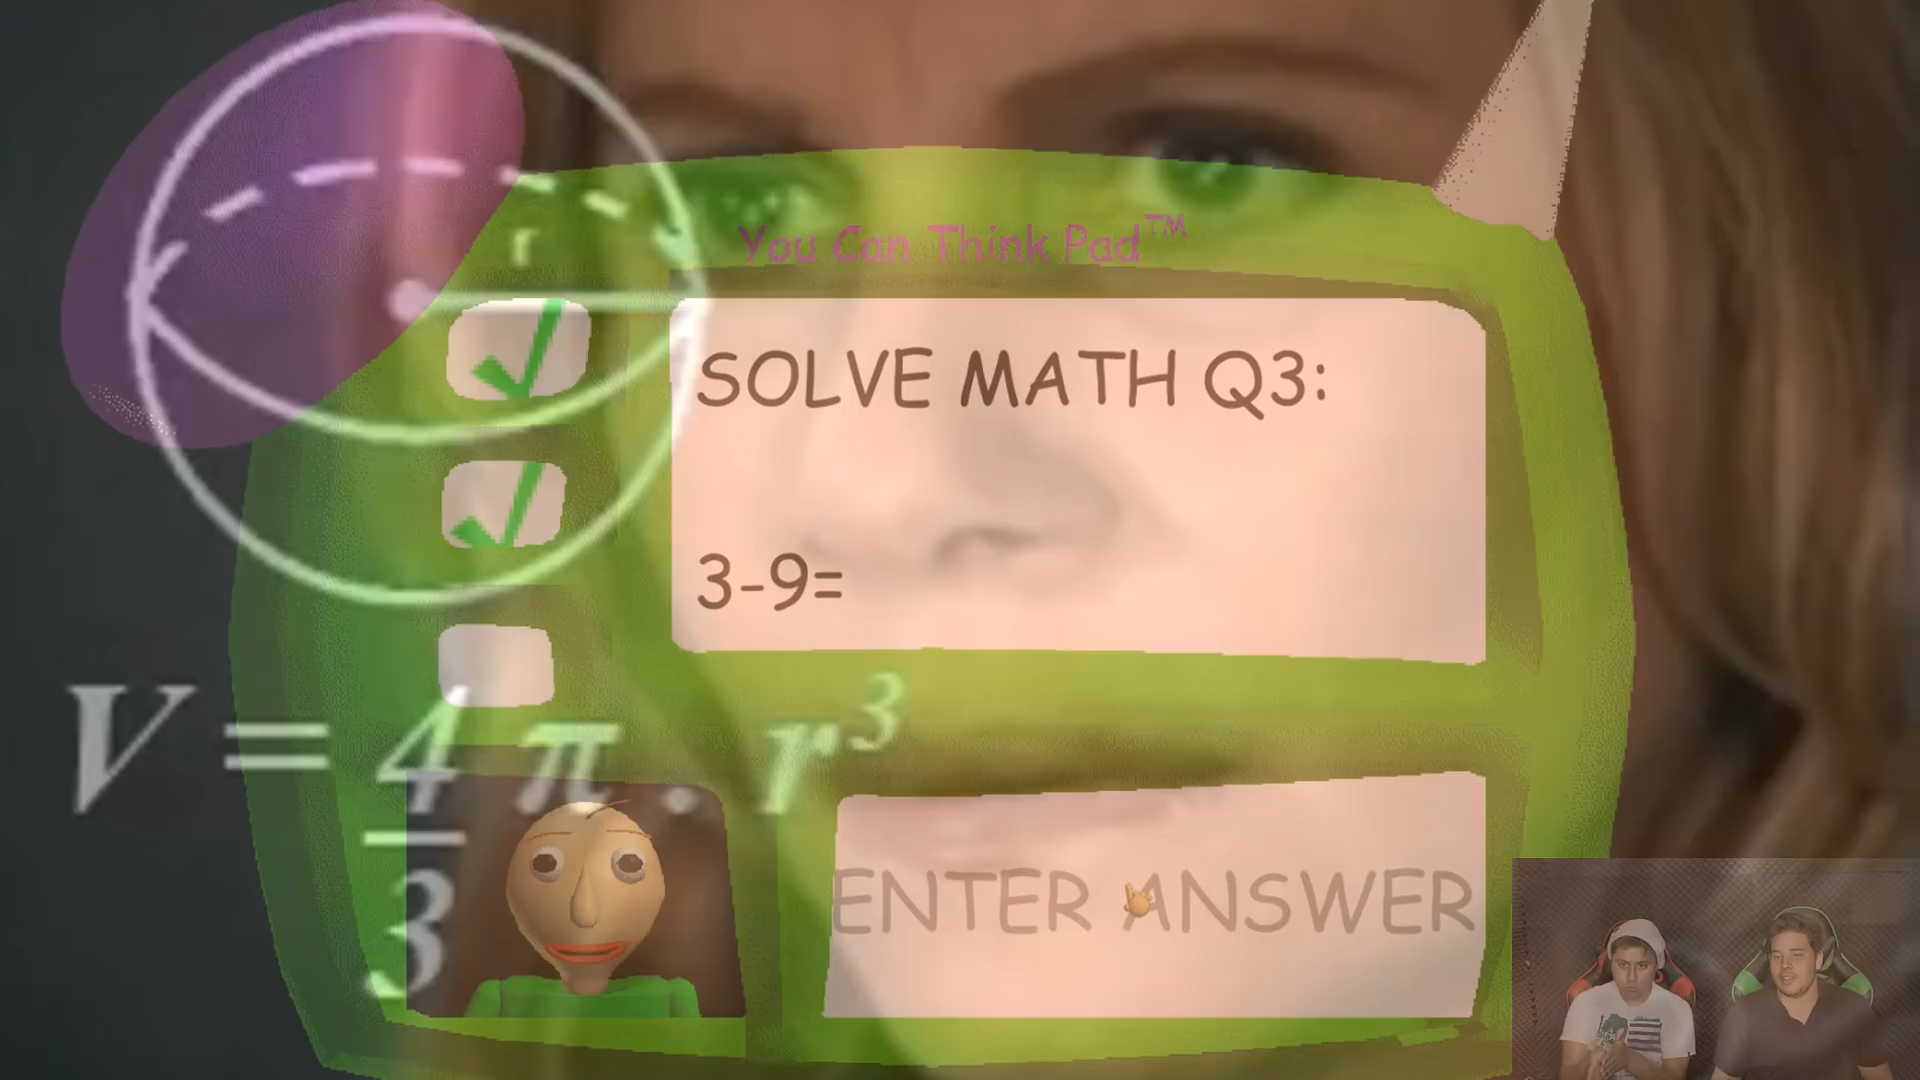 r
You Can Think Pad™
SOLVE MATH Q3:
3-9=
V = 4/3 π . r³
ENTER ANSWER